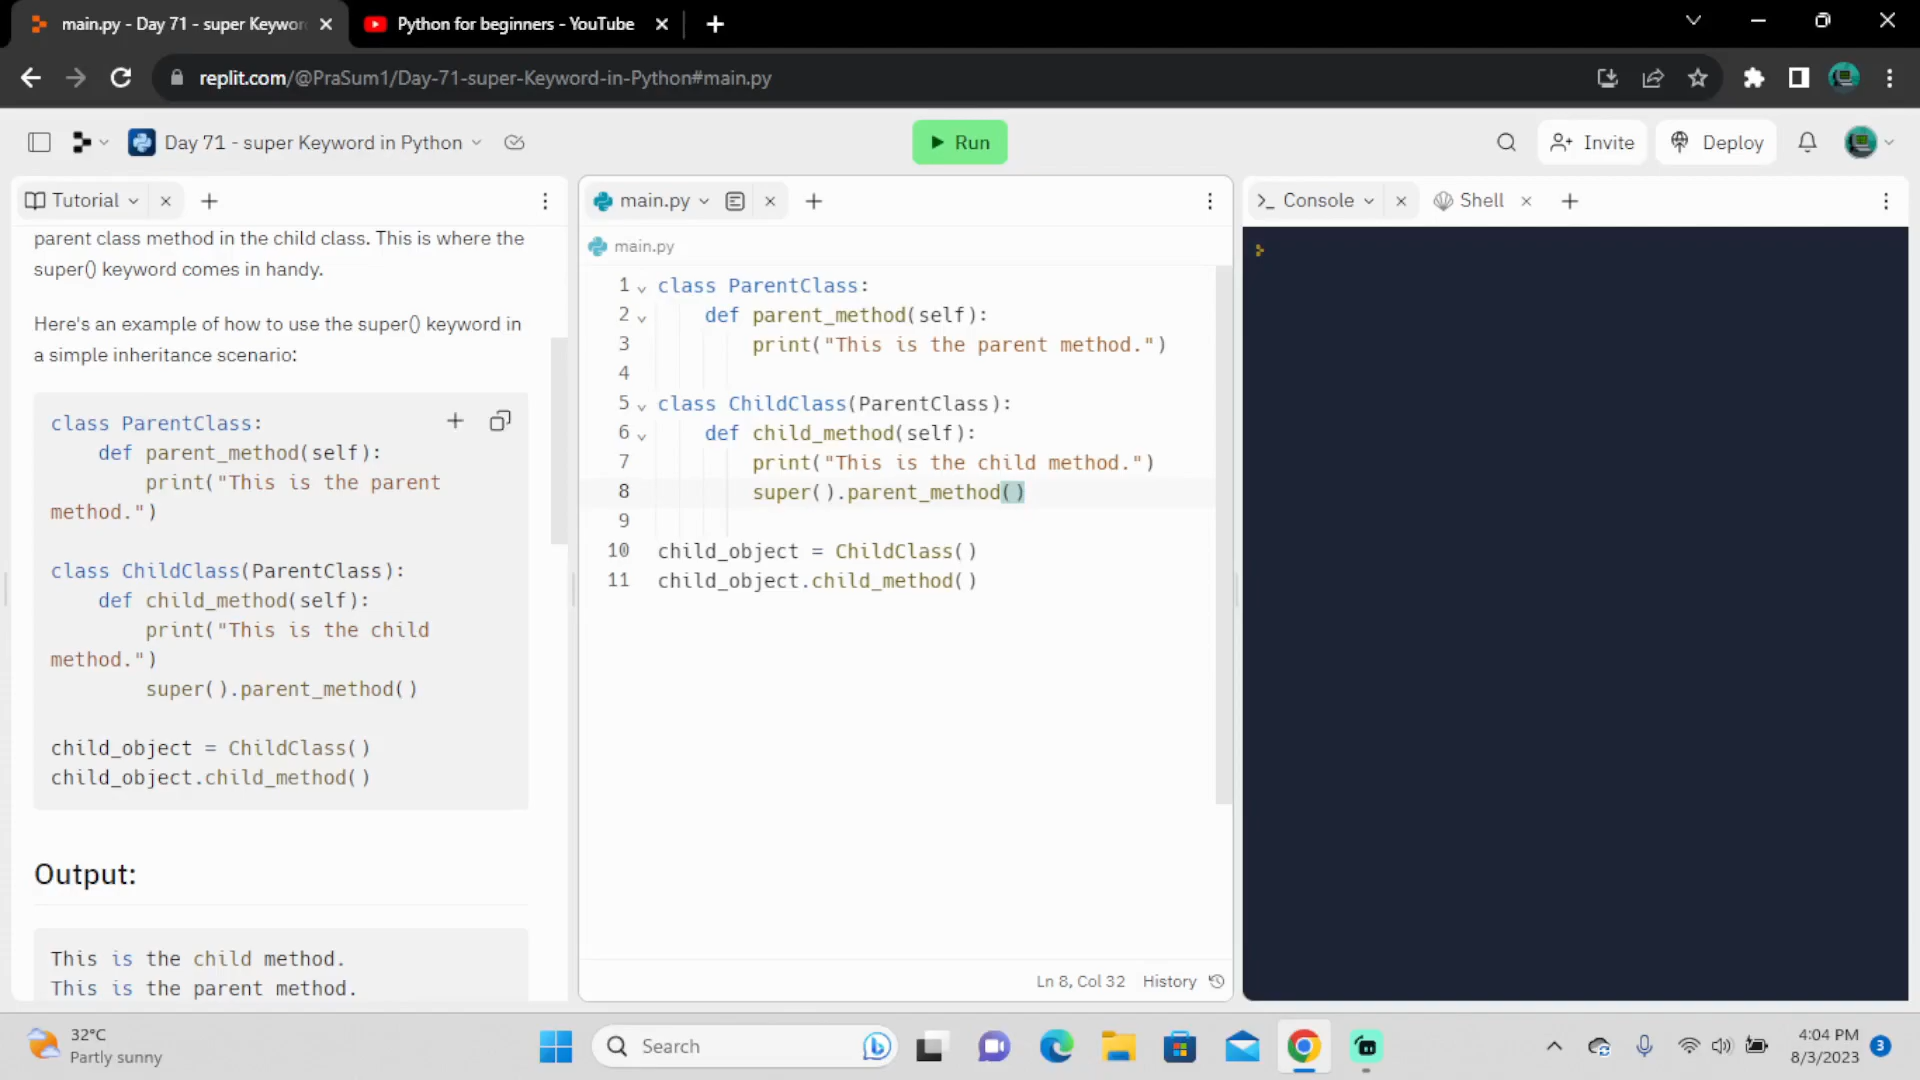 main.py - Day 71 - super Keywor
Python for beginners - YouTube
replit.com/@PraSum1/Day-71-super-Keyword-in-Python#main.py
Day 71 - super Keyword in Python
Run
Invite
Deploy
Tutorial
parent class method in the child class. This is where the
super() keyword comes in handy.
Here's an example of how to use the super() keyword in
a simple inheritance scenario:
class ParentClass:
    def parent_method(self):
        print("This is the parent
method.")
class ChildClass(ParentClass):
    def child_method(self):
        print("This is the child
method.")
        super().parent_method()
child_object = ChildClass()
child_object.child_method()
Output:
This is the child method.
This is the parent method.
main.py
main.py
1 class ParentClass:
2     def parent_method(self):
3         print("This is the parent method.")
4
5 class ChildClass(ParentClass):
6     def child_method(self):
7         print("This is the child method.")
8         super().parent_method()
9
10 child_object = ChildClass()
11 child_object.child_method()
Ln 8, Col 32 History
>_ Console
Shell
32°C
Partly sunny
Search
4:04 PM
8/3/2023
3